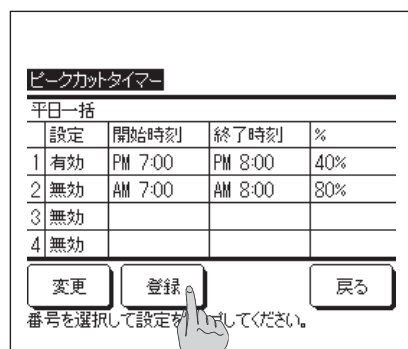 ピークカットタイマー
平日一括
設定 開始時刻 終了時刻 %
1 有効 PM 7:00 PM 8:00 40%
2 無効 AM 7:00 AM 8:00 80%
3 無効
4 無効
変更 登録 戻る
番号を選択して設定を してください。